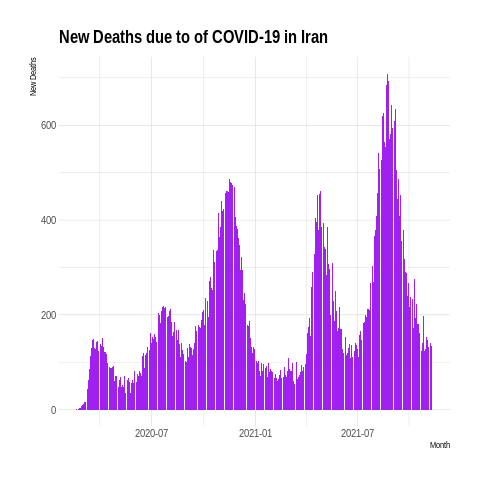 New Deaths due to of COVID-19 in Iran
New Deaths
600
400
200
0
2020-07
2021-01
2021-07
Month